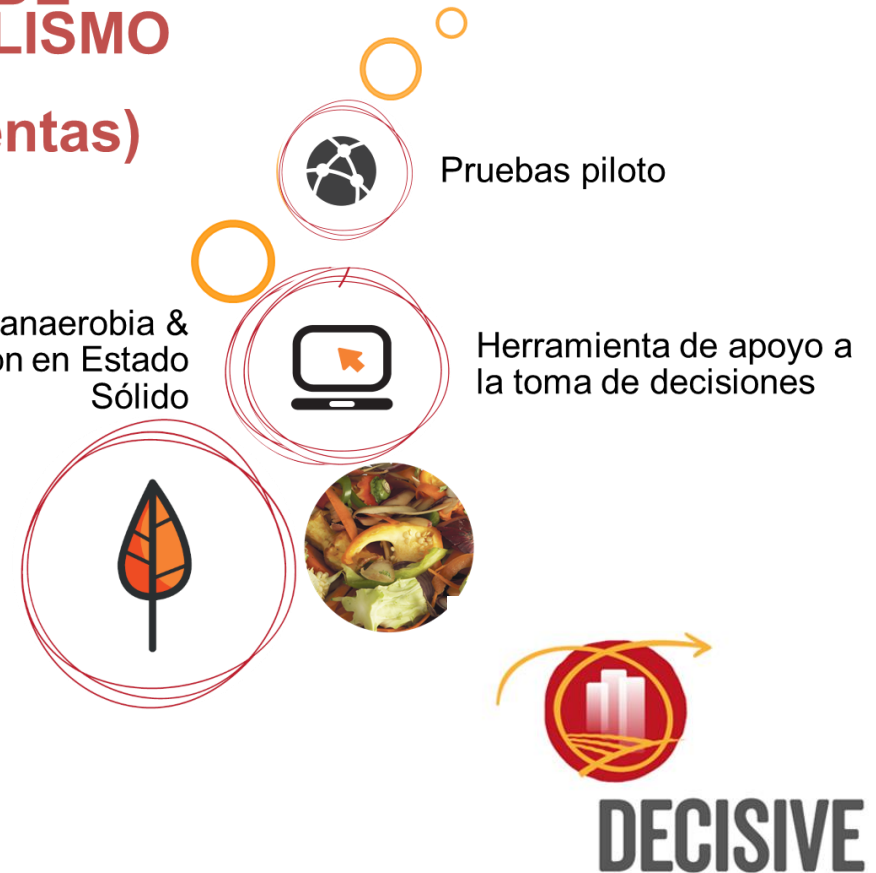 LISMO
entas)
Pruebas piloto
anaerobia &
on en Estado
Sólido
Herramienta de apoyo a
la toma de decisiones
DECISIVE